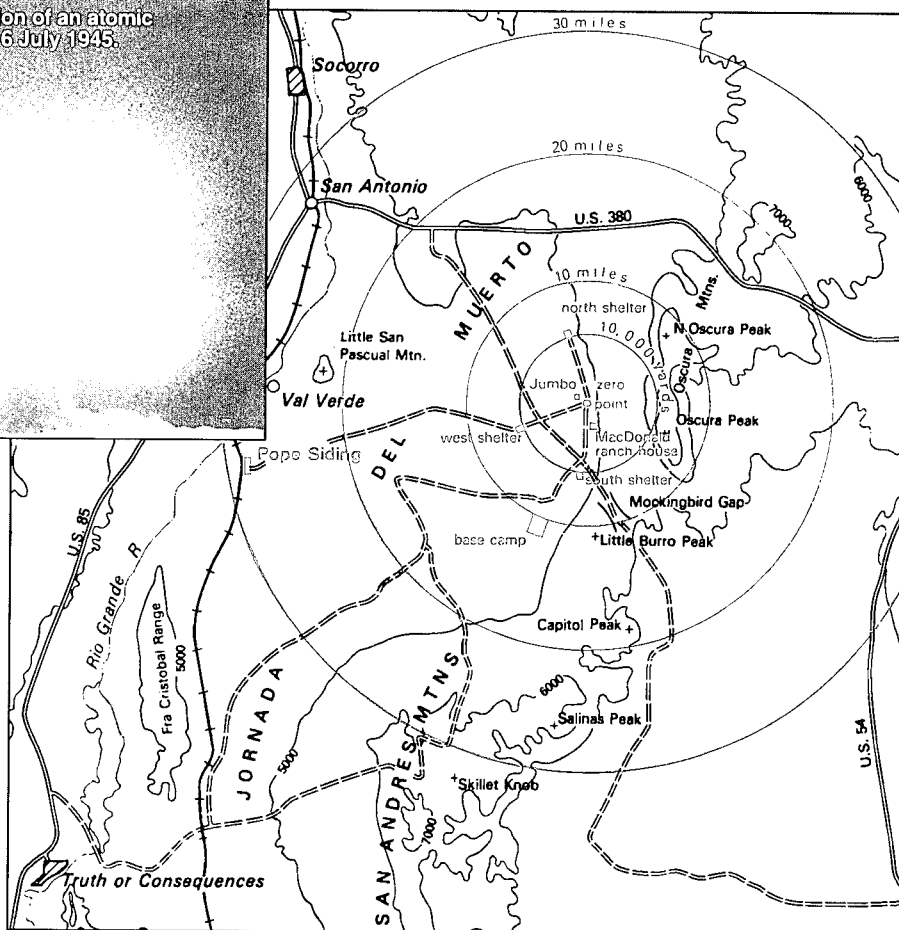 on of an atomic
6 July 1945.
30 miles
Socorro
20 miles
San Antonio
U.S. 380
6000
7000
MUERTO
10 miles
Mtns.
north shelter
10,000 yards
N Oscura Peak
Little San
Pascual Mtn.
Oscura
Jumbo
zero
point
Val Verde
Oscura Peak
west shelter
MacDonald
ranch house
Pope Siding
DEL
south shelter
Mockingbird Gap
U.S. 85
base camp
Little Burro Peak
Rio Grande R
Fra Cristobal Range
5000
Capitol Peak
JORNADA
5000
SAN ANDRES MTNS
6000
Salinas Peak
U.S. 54
Skillet Knob
7000
Truth or Consequences